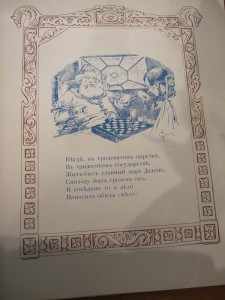 Нѣгдѣ, въ тридевятомъ царствѣ,
Въ тридесятомъ государствѣ,
Жилъ-былъ славный царь Дадонъ,
Смолоду былъ грозенъ онъ,
И сосѣдямъ то и дѣло
Наносилъ обиды смѣло;